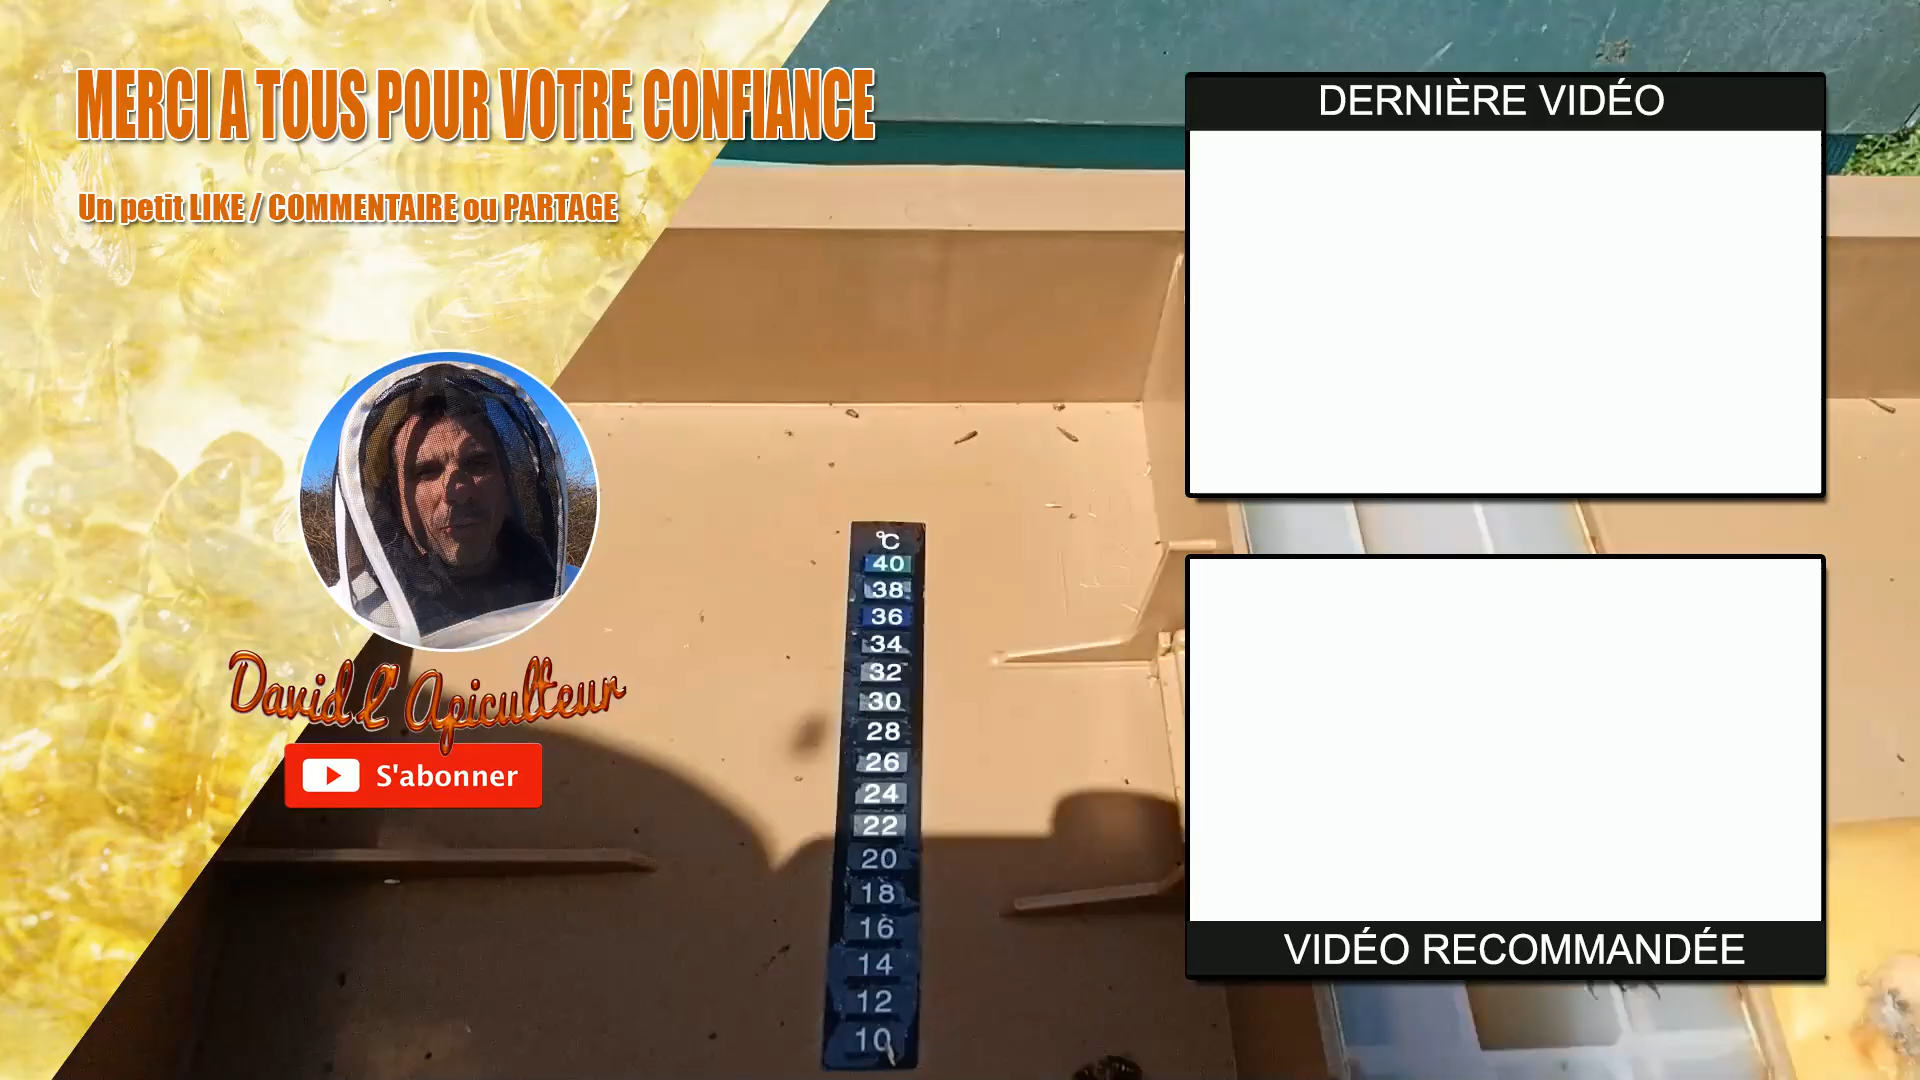 MERCI A TOUS POUR VOTRE CONFIANCE
Un petit LIKE / COMMENTAIRE ou PARTAGE
David l'Apiculteur
S'abonner
°C
40
38
36
34
32
30
28
26
24
22
20
18
16
14
12
10
DERNIÈRE VIDÉO
VIDÉO RECOMMANDÉE